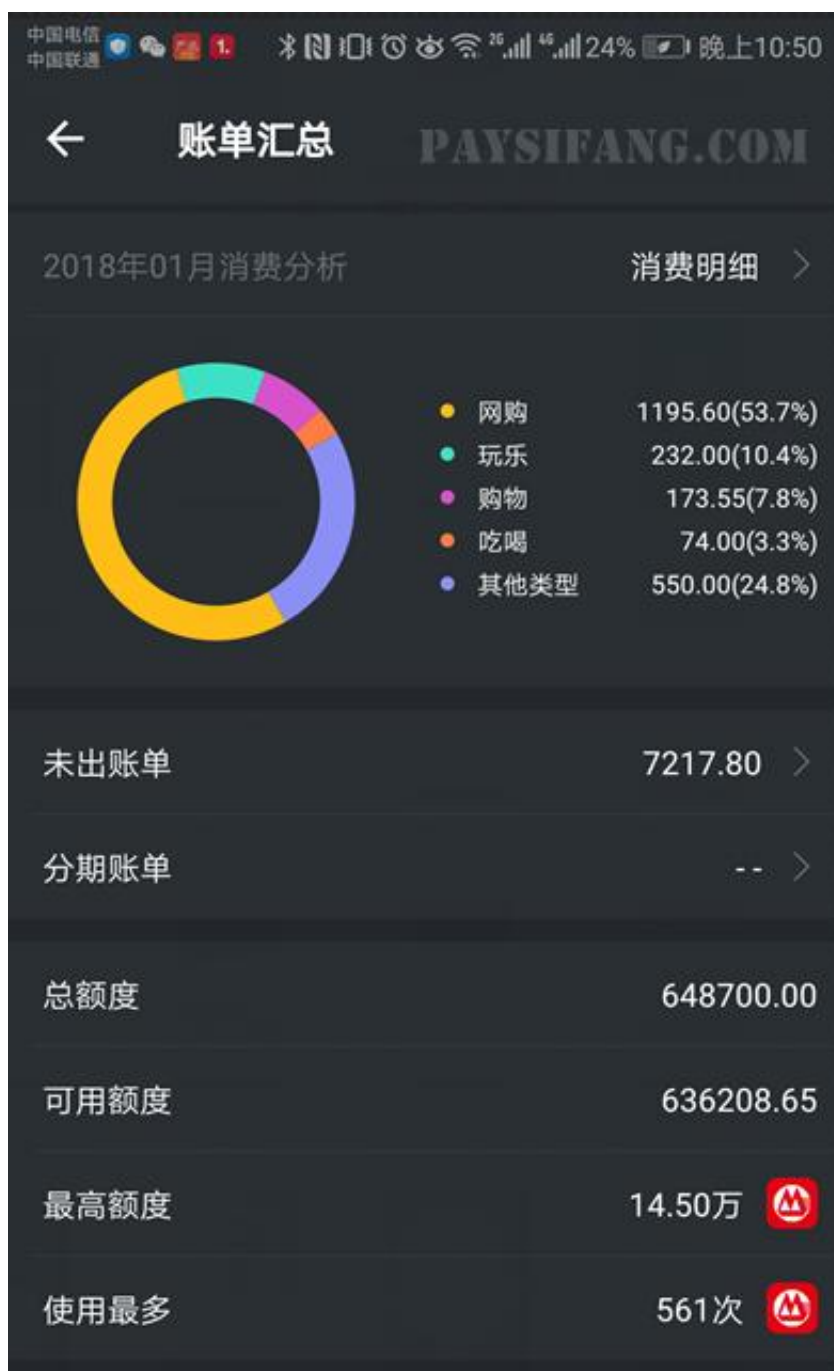 中国电信
中国联通
1.
2G
4G
24%
晚上10:50
账单汇总
PAYSIFANG.COM
2018年01月消费分析
消费明细
网购 1195.60(53.7%)
玩乐 232.00(10.4%)
购物 173.55(7.8%)
吃喝 74.00(3.3%)
其他类型 550.00(24.8%)
未出账单 7217.80
分期账单 --
总额度 648700.00
可用额度 636208.65
最高额度 14.50万
使用最多 561次